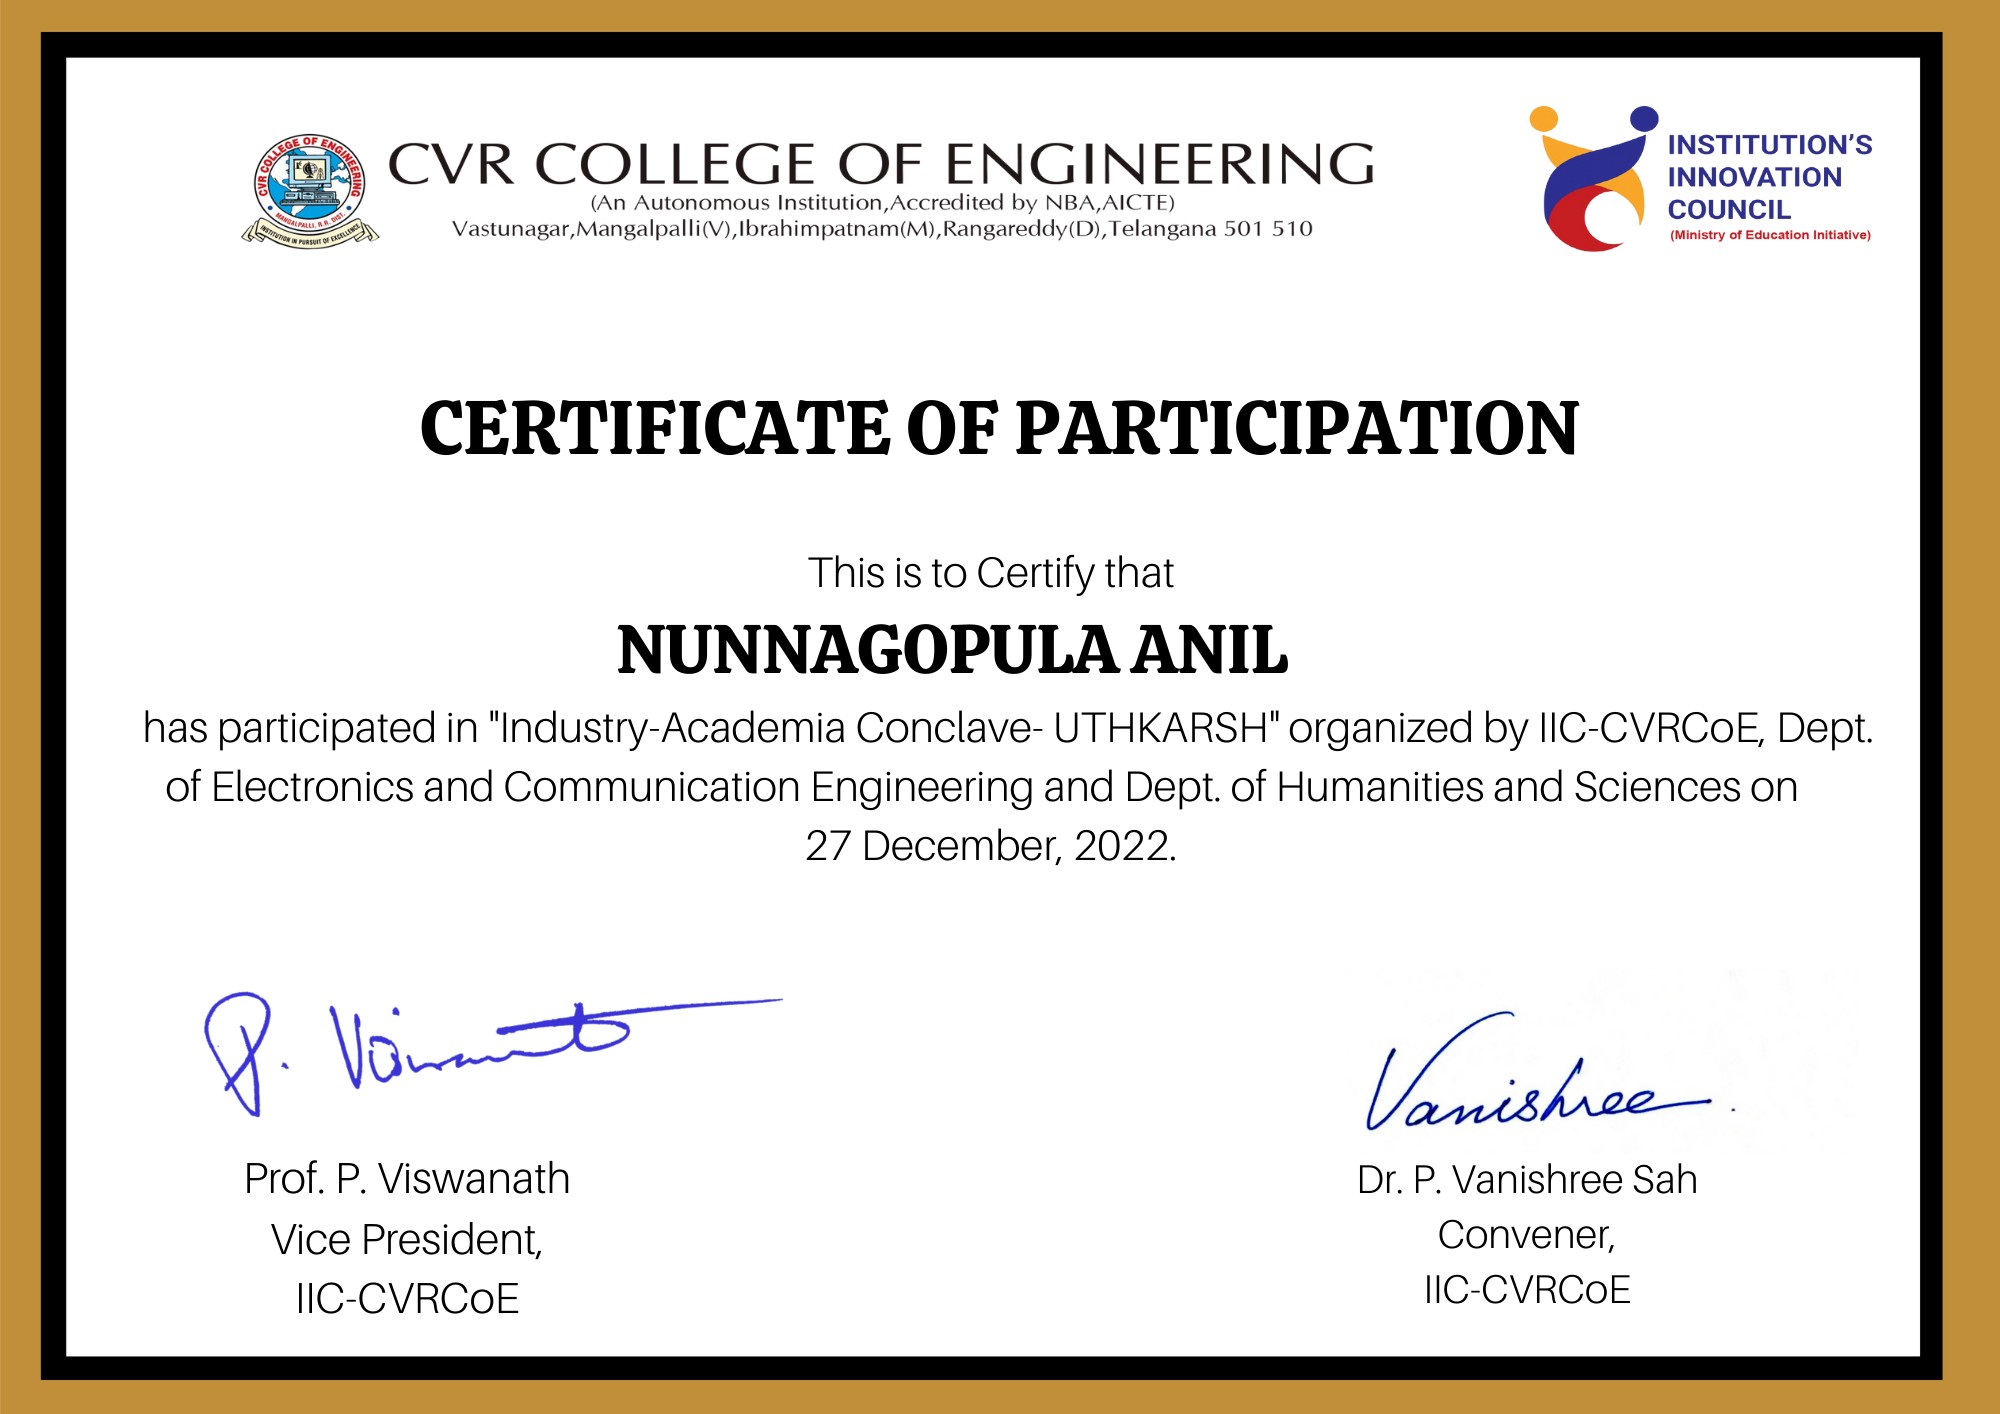 CVR COLLEGE OF ENGINEERING
MANGALPALLI, R.R. DIST.
INSTITUTION IN PURSUIT OF EXCELLENCE
CVR COLLEGE OF ENGINEERING
(An Autonomous Institution,Accredited by NBA,AICTE)
Vastunagar,Mangalpalli(V),Ibrahimpatnam(M),Rangareddy(D),Telangana 501 510
INSTITUTION'S
INNOVATION
COUNCIL
(Ministry of Education Initiative)
CERTIFICATE OF PARTICIPATION
This is to Certify that
NUNNAGOPULA ANIL
has participated in "Industry-Academia Conclave- UTHKARSH" organized by IIC-CVRCoE, Dept.
of Electronics and Communication Engineering and Dept. of Humanities and Sciences on
27 December, 2022.
P. Viswanath
Vanishree
Prof. P. Viswanath
Vice President,
IIC-CVRCoE
Dr. P. Vanishree Sah
Convener,
IIC-CVRCoE